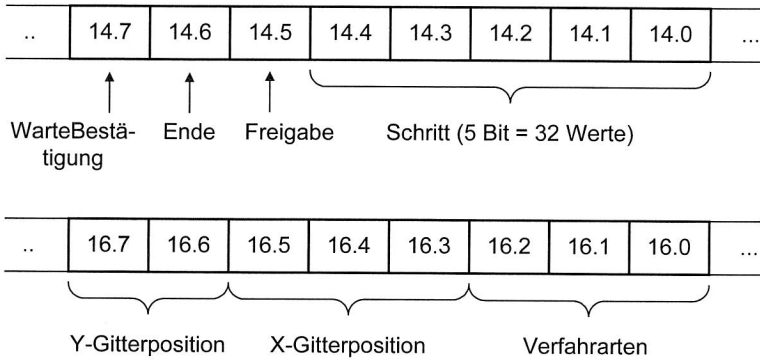 .. 14.7 14.6 14.5 14.4 14.3 14.2 14.1 14.0 ...
WarteBestä- Ende Freigabe Schritt (5 Bit = 32 Werte)
tigung
.. 16.7 16.6 16.5 16.4 16.3 16.2 16.1 16.0 ...
Y-Gitterposition X-Gitterposition Verfahrarten